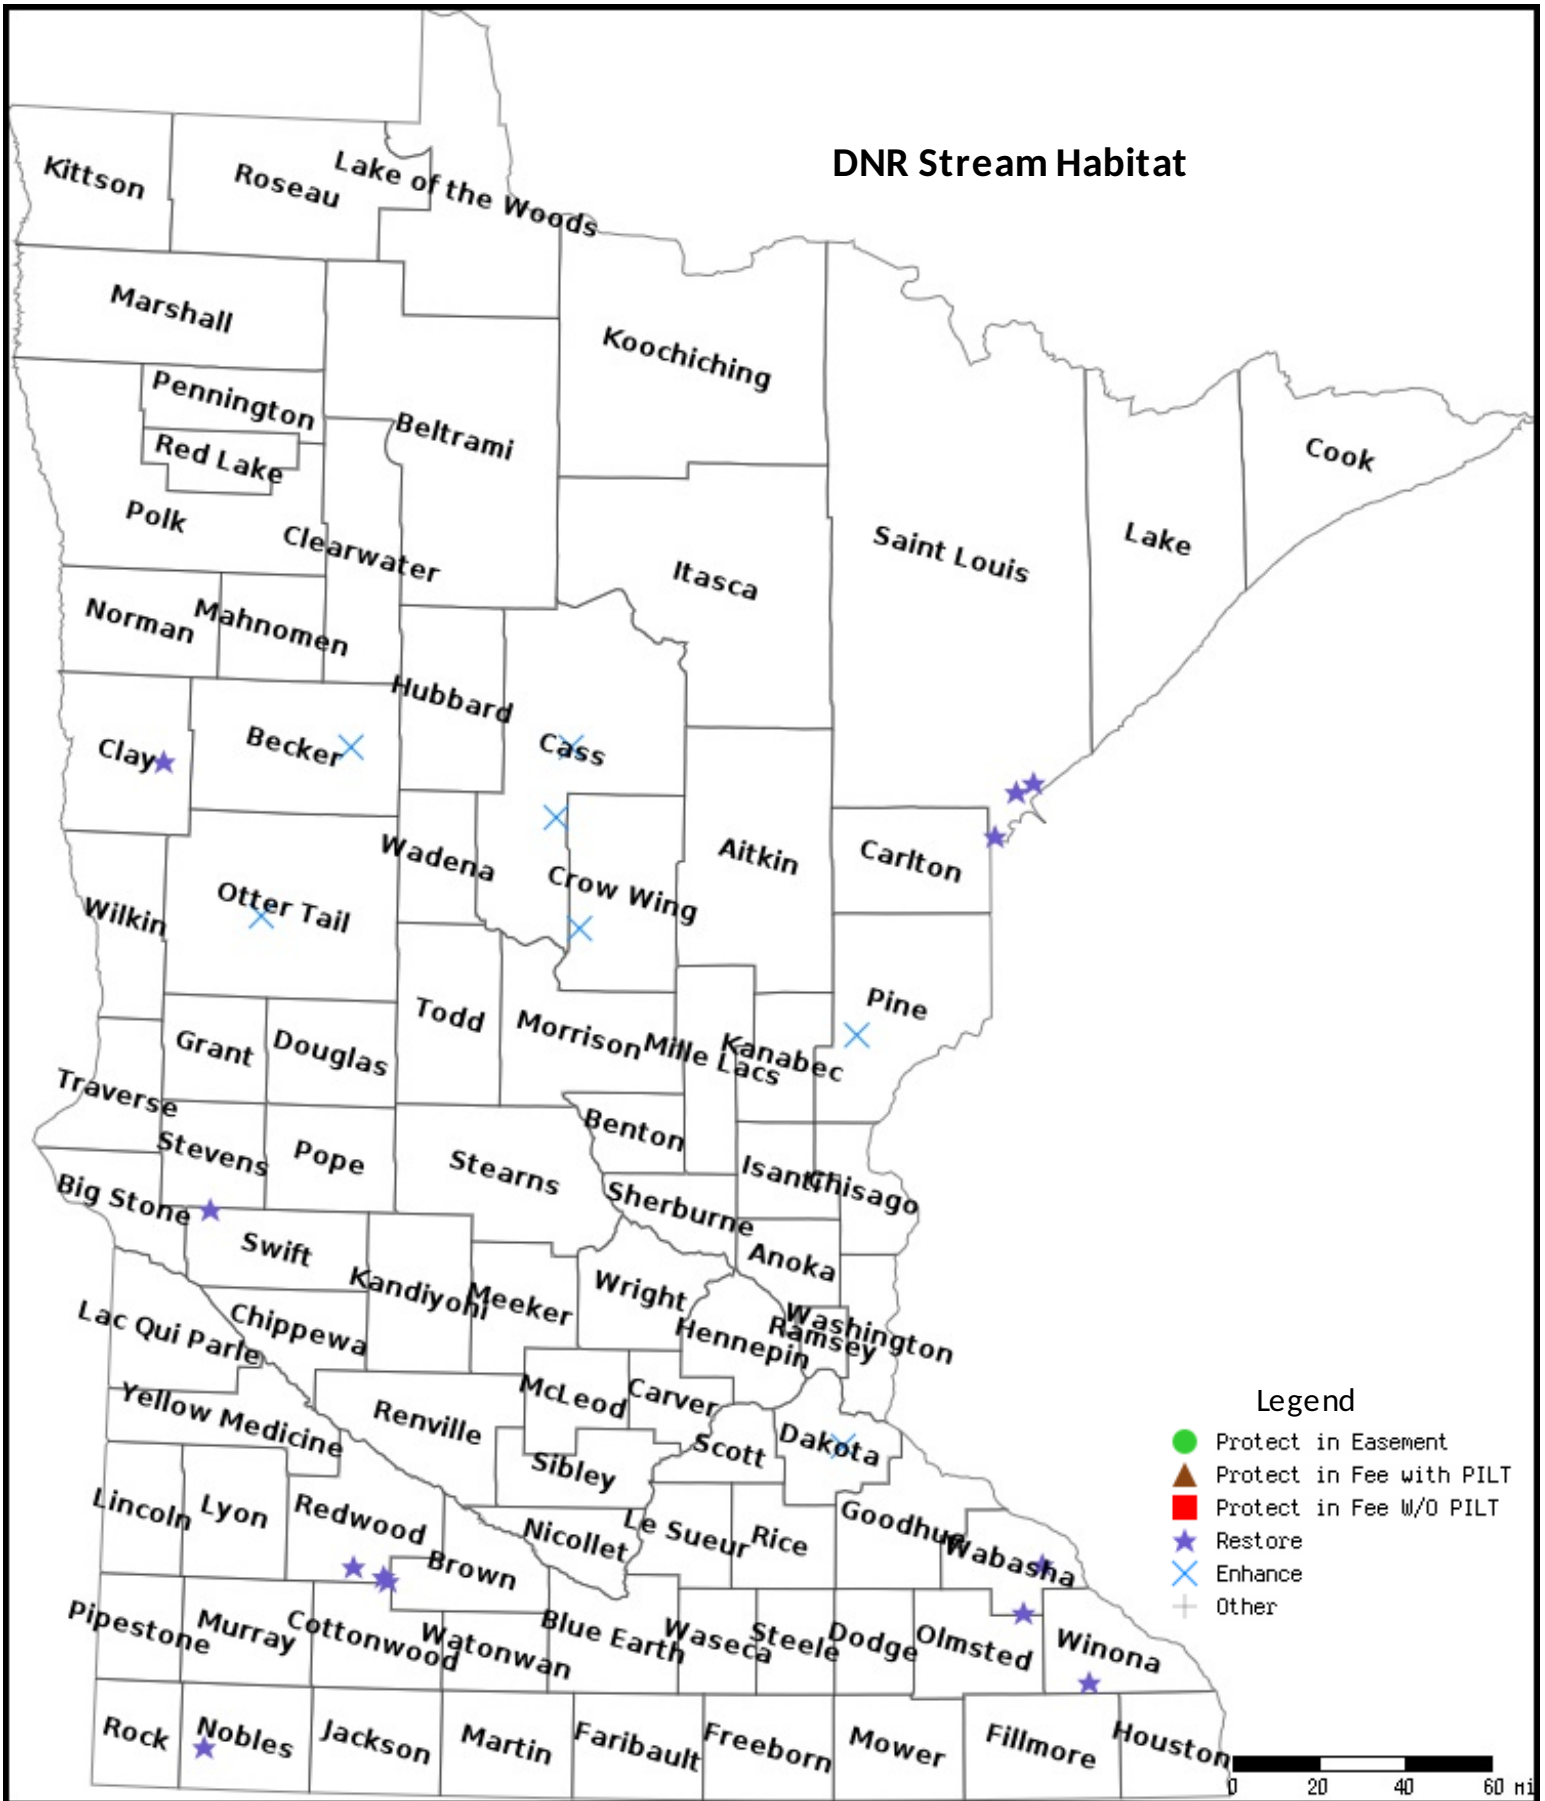 DNR Stream Habitat
Kittson
Roseau
Lake of the Woods
Marshall
Koochiching
Pennington
Beltrami
Red Lake
Cook
Polk
Clearwater
Saint Louis
Lake
Itasca
Norman
Mahnomen
Hubbard
Clay
Becker
Cass
Wadena
Aitkin
Carlton
Crow Wing
Otter Tail
Wilkin
Pine
Todd
Morrison
Mille Lacs
Kanabec
Grant
Douglas
Traverse
Benton
Stevens
Pope
Stearns
Isanti
Chisago
Big Stone
Sherburne
Swift
Anoka
Kandiyohi
Meeker
Wright
Washington
Ramsey
Hennepin
Lac Qui Parle
Chippewa
McLeod
Carver
Yellow Medicine
Renville
Scott
Dakota
Sibley
Lincoln
Lyon
Redwood
Nicollet
Le Sueur
Rice
Goodhue
Wabasha
Brown
Pipestone
Murray
Cottonwood
Watonwan
Blue Earth
Waseca
Steele
Dodge
Olmsted
Winona
Rock
Nobles
Jackson
Martin
Faribault
Freeborn
Mower
Fillmore
Houston
Legend
Protect in Easement
Protect in Fee with PILT
Protect in Fee W/O PILT
Restore
Enhance
Other
0 20 40 60 mi